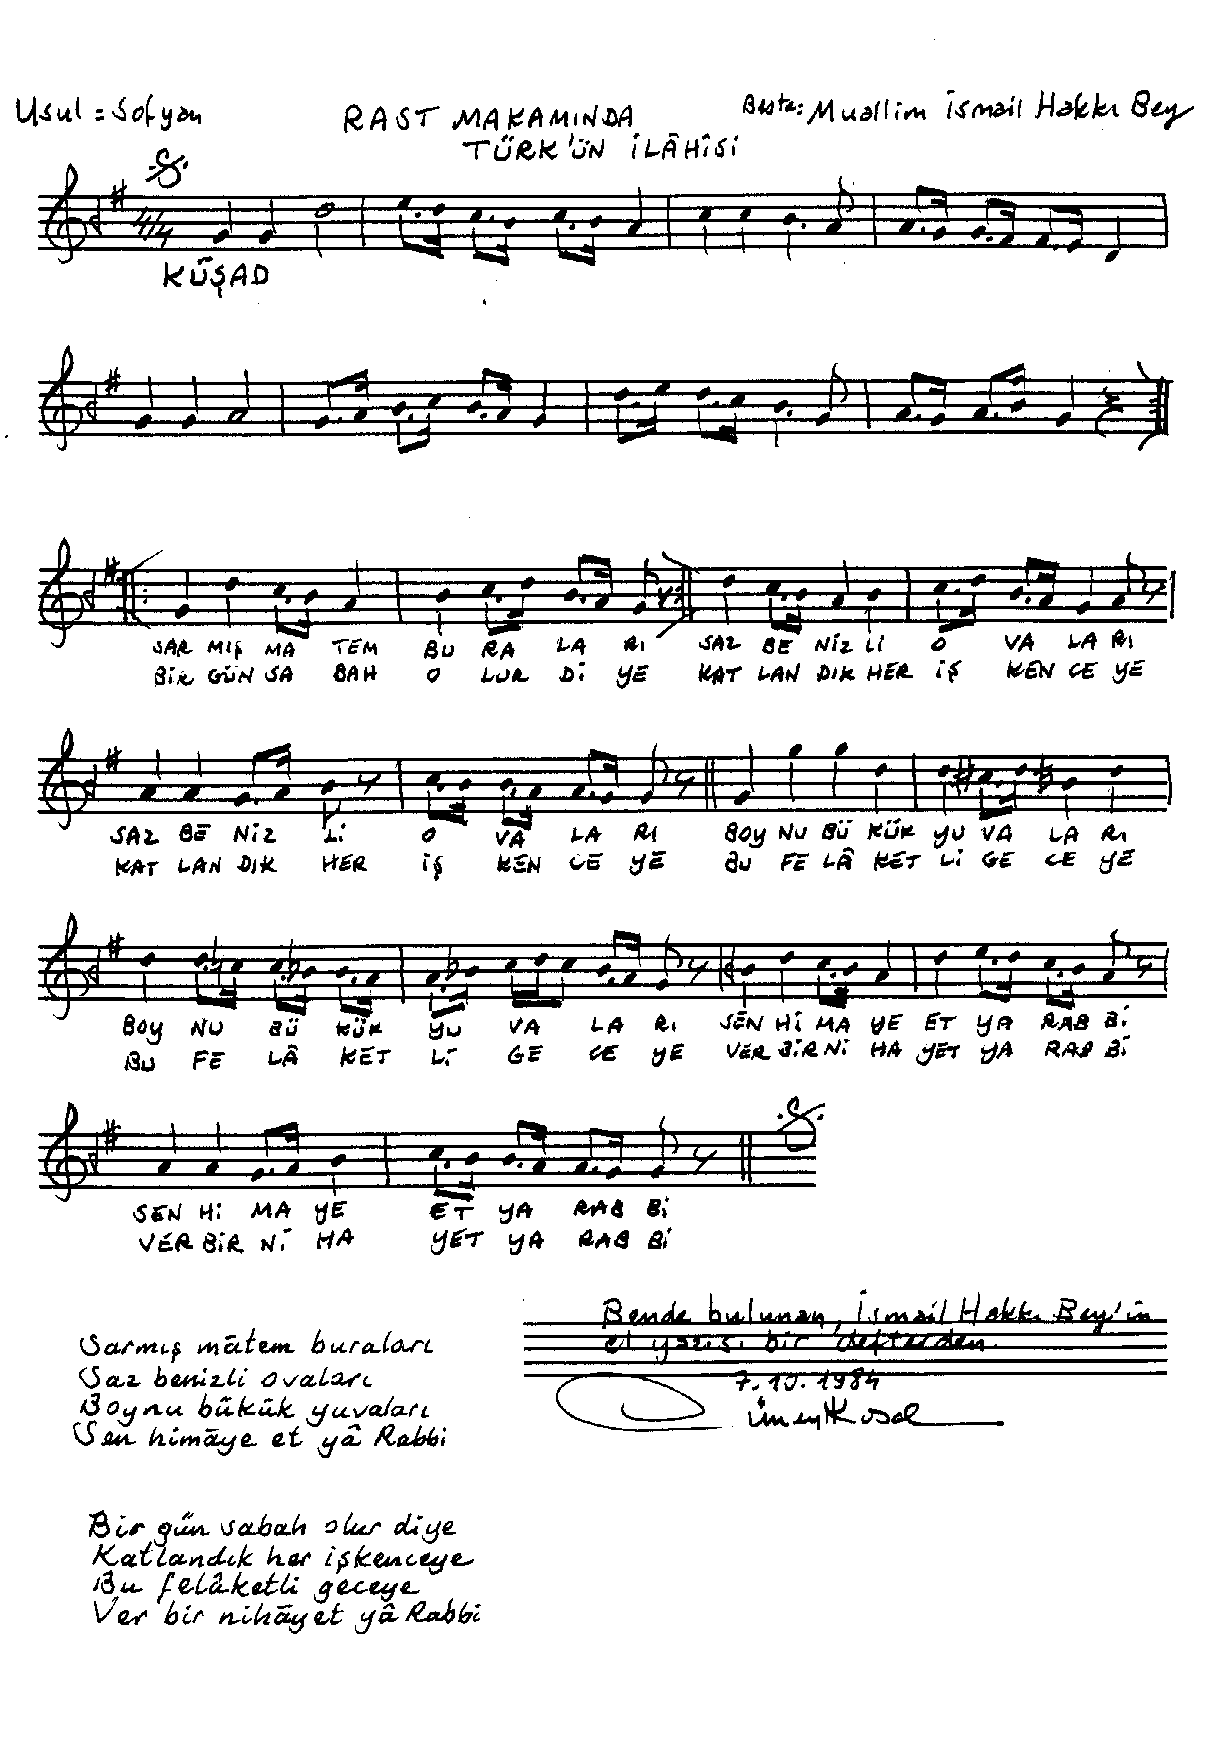 Usul = Sofyan
RAST MAKAMINDA
Beste: Muallim İsmail Hakkı Bey
TÜRK'ÜN İLÂHİSİ
4/4
KÜŞAD
SAR MIŞ MA TEM BU RA LA RI SAZ BE NİZ Lİ O VA LA RI
BİR GÜN SA BAH O LUR Dİ YE KAT LAN DIK HER İŞ KEN CE YE
SAZ BE NİZ Lİ O VA LA RI BOY NU BÜ KÜK YU VA LA RI
KAT LAN DIK HER İŞ KEN CE YE BU FE LÂ KET Lİ GE CE YE
BOY NU BÜ KÜK YU VA LA RI SEN Hİ MA YE ET YA RAB Bİ
BU FE LÂ KET Lİ GE CE YE VER BİR Nİ HA YET YA RAB Bİ
SEN Hİ MA YE ET YA RAB Bİ
VER BİR Nİ HA YET YA RAB Bİ
Bende bulunan, İsmail Hakkı Bey'in
el yazısı bir defterden.
7.10.1984
Sarmış mâtem buraları
Saz benizli ovaları
Boynu bükük yuvaları
Sen himâye et yâ Rabbi
Bir gün sabah olur diye
Katlandık her işkenceye
Bu felâketli geceye
Ver bir nihâyet yâ Rabbi